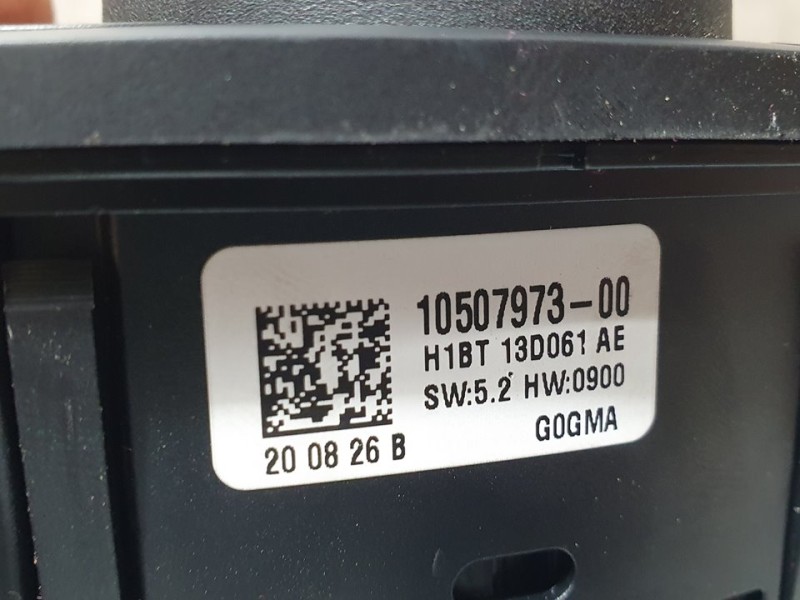 10507973-00
H1BT 13D061 AE
SW:5.2 HW:0900
G0GMA
20 08 26 B